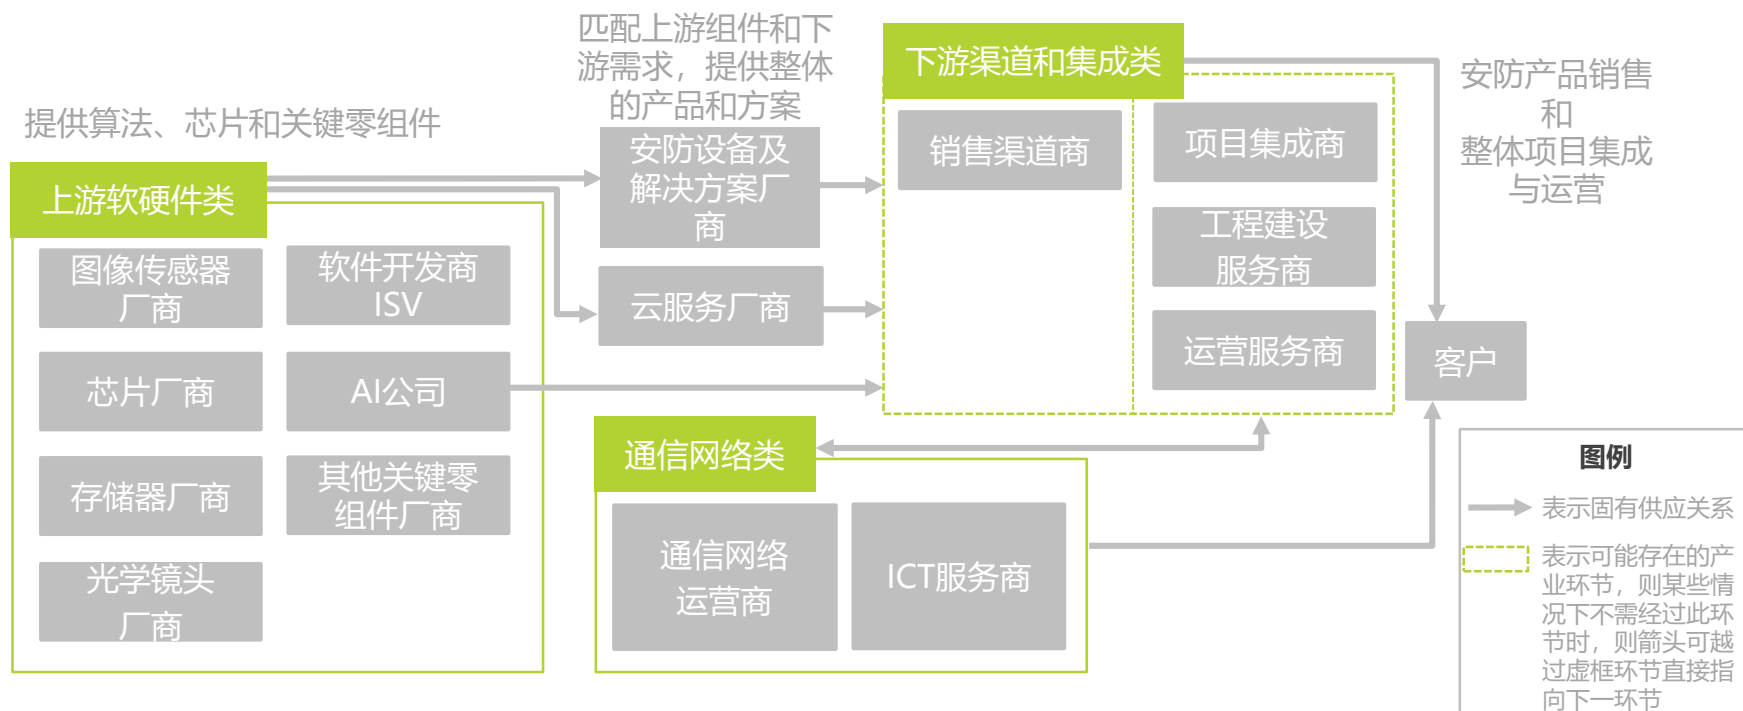 提供算法、芯片和关键零组件
上游软硬件类
图像传感器
厂商
软件开发商
ISV
芯片厂商
AI公司
存储器厂商
其他关键零
组件厂商
光学镜头
厂商
匹配上游组件和下
游需求，提供整体
的产品和方案
安防设备及
解决方案厂
商
云服务厂商
下游渠道和集成类
销售渠道商
项目集成商
工程建设
服务商
运营服务商
通信网络类
通信网络
运营商
ICT服务商
安防产品销售
和
整体项目集成
与运营
客户
图例
表示固有供应关系
表示可能存在的产
业环节，则某些情
况下不需经过此环
节时，则箭头可越
过虚框环节直接指
向下一环节